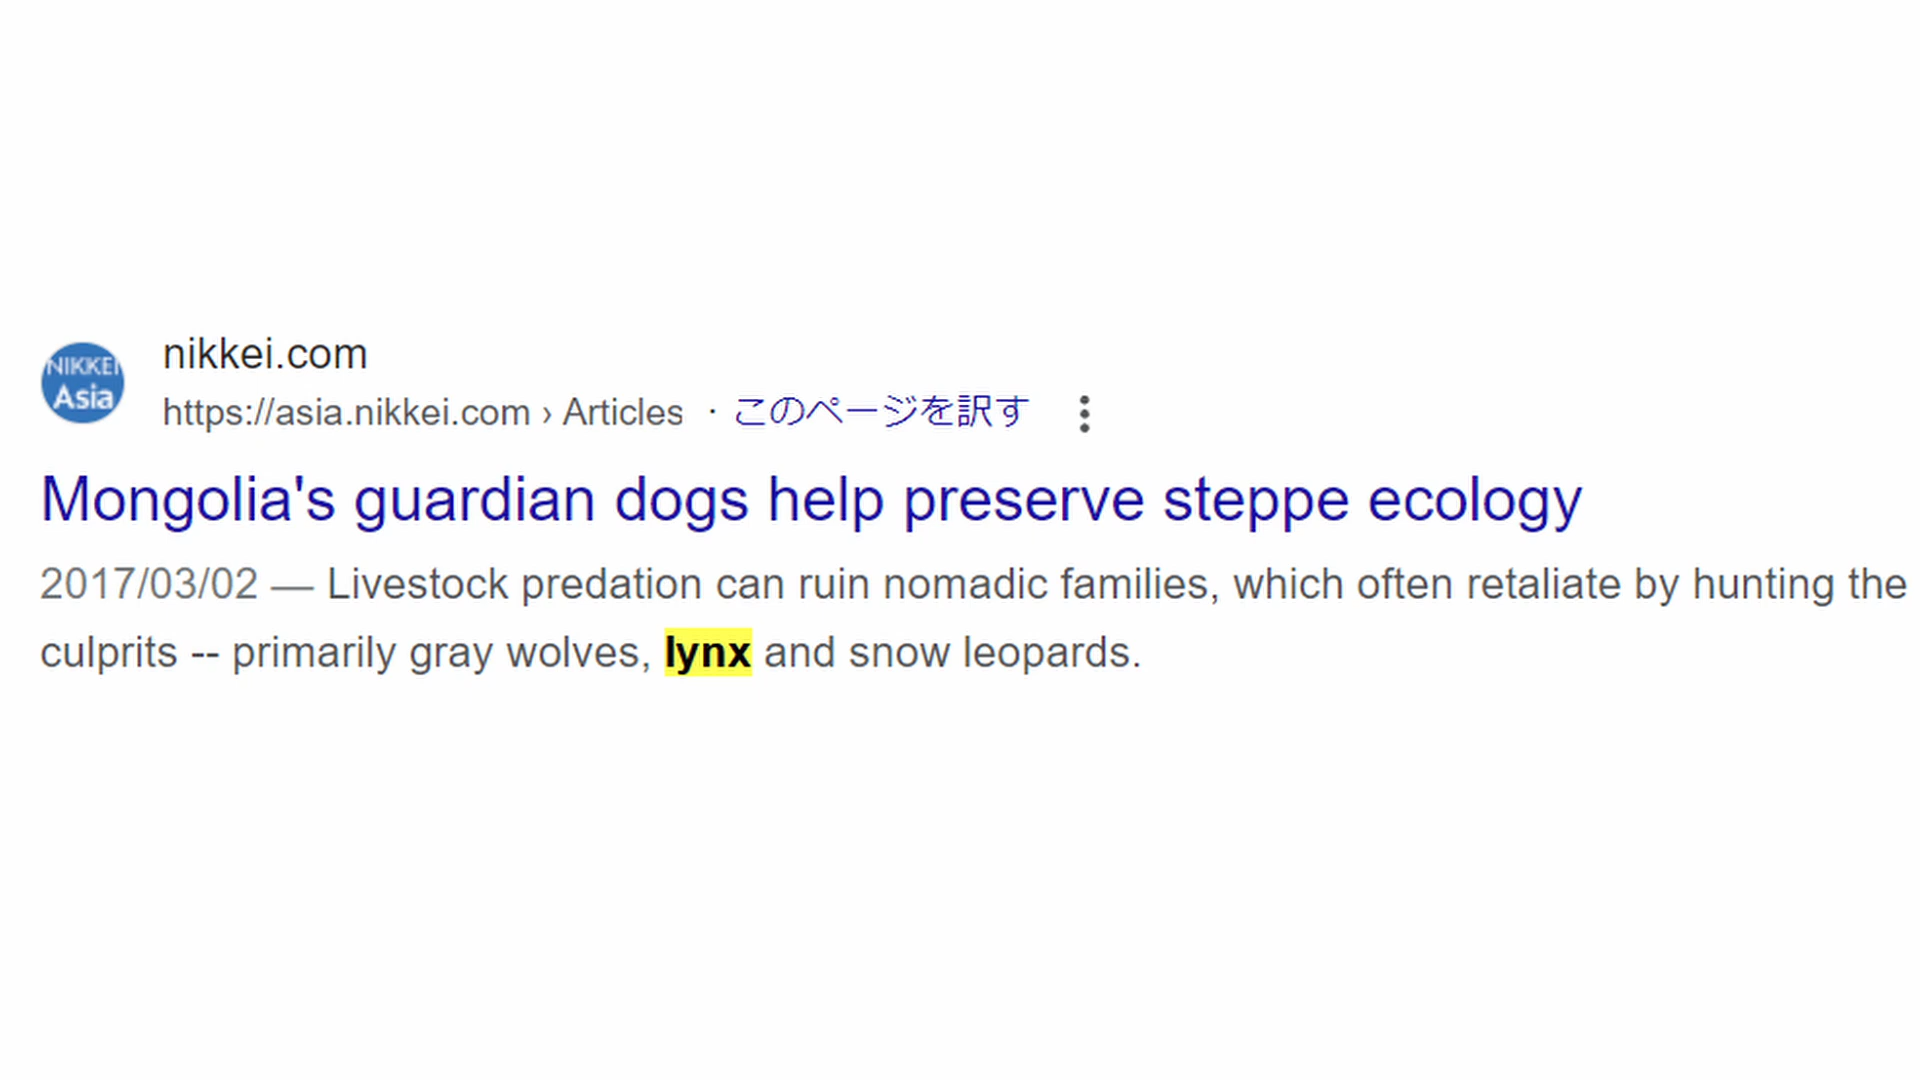 NIKKEI
Asia
nikkei.com
https://asia.nikkei.com › Articles · このページを訳す
Mongolia's guardian dogs help preserve steppe ecology
2017/03/02 — Livestock predation can ruin nomadic families, which often retaliate by hunting the
culprits -- primarily gray wolves, lynx and snow leopards.